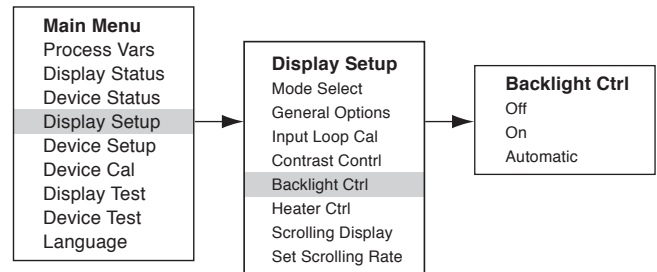 Main Menu
Process Vars
Display Status
Device Status
Display Setup
Device Setup
Device Cal
Display Test
Device Test
Language
Display Setup
Mode Select
General Options
Input Loop Cal
Contrast Contrl
Backlight Ctrl
Heater Ctrl
Scrolling Display
Set Scrolling Rate
Backlight Ctrl
Off
On
Automatic